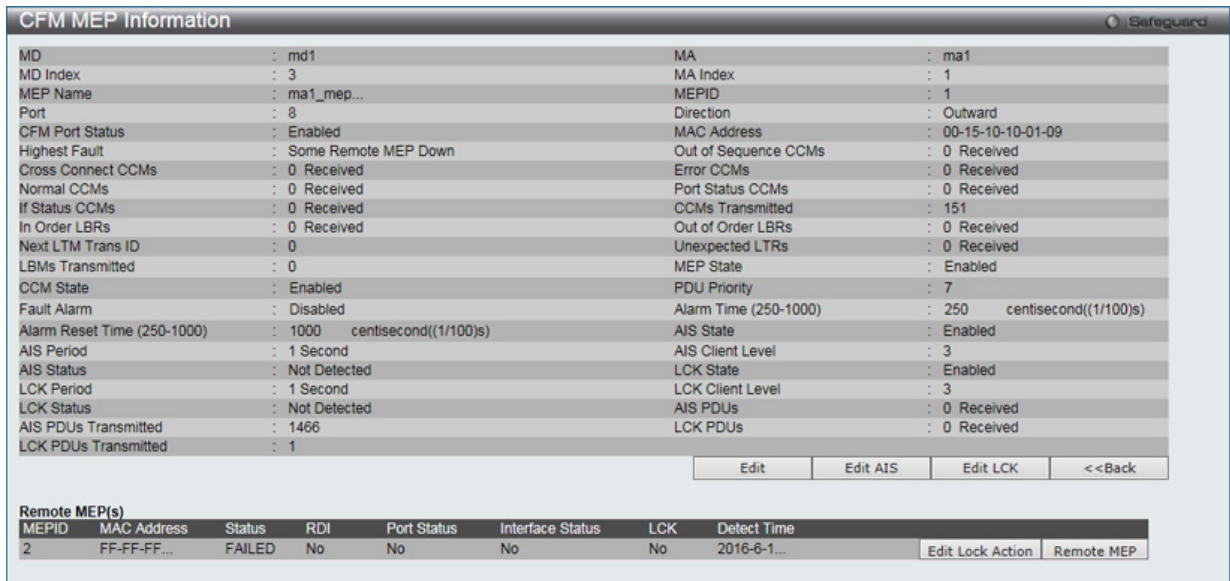 CFM MEP Information
Safeguard
MD : md1 MA : ma1
MD Index : 3 MA Index : 1
MEP Name : ma1_mep... MEPID : 1
Port : 8 Direction : Outward
CFM Port Status : Enabled MAC Address : 00-15-10-10-01-09
Highest Fault : Some Remote MEP Down Out of Sequence CCMs : 0 Received
Cross Connect CCMs : 0 Received Error CCMs : 0 Received
Normal CCMs : 0 Received Port Status CCMs : 0 Received
If Status CCMs : 0 Received CCMs Transmitted : 151
In Order LBRs : 0 Received Out of Order LBRs : 0 Received
Next LTM Trans ID : 0 Unexpected LTRs : 0 Received
LBMs Transmitted : 0 MEP State : Enabled
CCM State : Enabled PDU Priority : 7
Fault Alarm : Disabled Alarm Time (250-1000) : 250 centisecond((1/100)s)
Alarm Reset Time (250-1000) : 1000 centisecond((1/100)s) AIS State : Enabled
AIS Period : 1 Second AIS Client Level : 3
AIS Status : Not Detected LCK State : Enabled
LCK Period : 1 Second LCK Client Level : 3
LCK Status : Not Detected AIS PDUs : 0 Received
AIS PDUs Transmitted : 1466 LCK PDUs : 0 Received
LCK PDUs Transmitted : 1
Edit Edit AIS Edit LCK <<Back
Remote MEP(s)
MEPID MAC Address Status RDI Port Status Interface Status LCK Detect Time
2 FF-FF-FF... FAILED No No No No 2016-6-1... Edit Lock Action Remote MEP